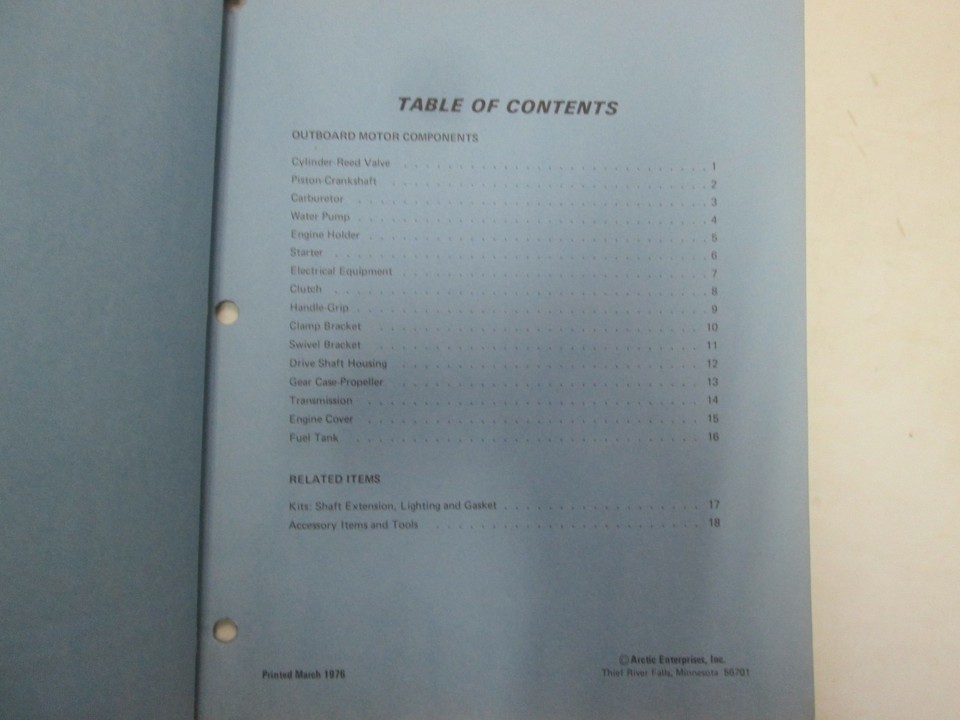 TABLE OF CONTENTS
OUTBOARD MOTOR COMPONENTS
Cylinder-Reed Valve . . . . . . . . . . . . . . . . . . . . . . . . . . 1
Piston-Crankshaft . . . . . . . . . . . . . . . . . . . . . . . . . . 2
Carburetor . . . . . . . . . . . . . . . . . . . . . . . . . . 3
Water Pump . . . . . . . . . . . . . . . . . . . . . . . . . . 4
Engine Holder . . . . . . . . . . . . . . . . . . . . . . . . . . 5
Starter . . . . . . . . . . . . . . . . . . . . . . . . . . 6
Electrical Equipment . . . . . . . . . . . . . . . . . . . . . . . . . . 7
Clutch . . . . . . . . . . . . . . . . . . . . . . . . . . 8
Handle-Grip . . . . . . . . . . . . . . . . . . . . . . . . . . 9
Clamp Bracket . . . . . . . . . . . . . . . . . . . . . . . . . . 10
Swivel Bracket . . . . . . . . . . . . . . . . . . . . . . . . . . 11
Drive Shaft Housing . . . . . . . . . . . . . . . . . . . . . . . . . . 12
Gear Case-Propeller . . . . . . . . . . . . . . . . . . . . . . . . . . 13
Transmission . . . . . . . . . . . . . . . . . . . . . . . . . . 14
Engine Cover . . . . . . . . . . . . . . . . . . . . . . . . . . 15
Fuel Tank . . . . . . . . . . . . . . . . . . . . . . . . . . 16
RELATED ITEMS
Kits: Shaft Extension, Lighting and Gasket . . . . . . . . . . . . . . . . . 17
Accessory Items and Tools . . . . . . . . . . . . . . . . . . . . . . . 18
Printed March 1976
©Arctic Enterprises, Inc.
Thief River Falls, Minnesota 56701